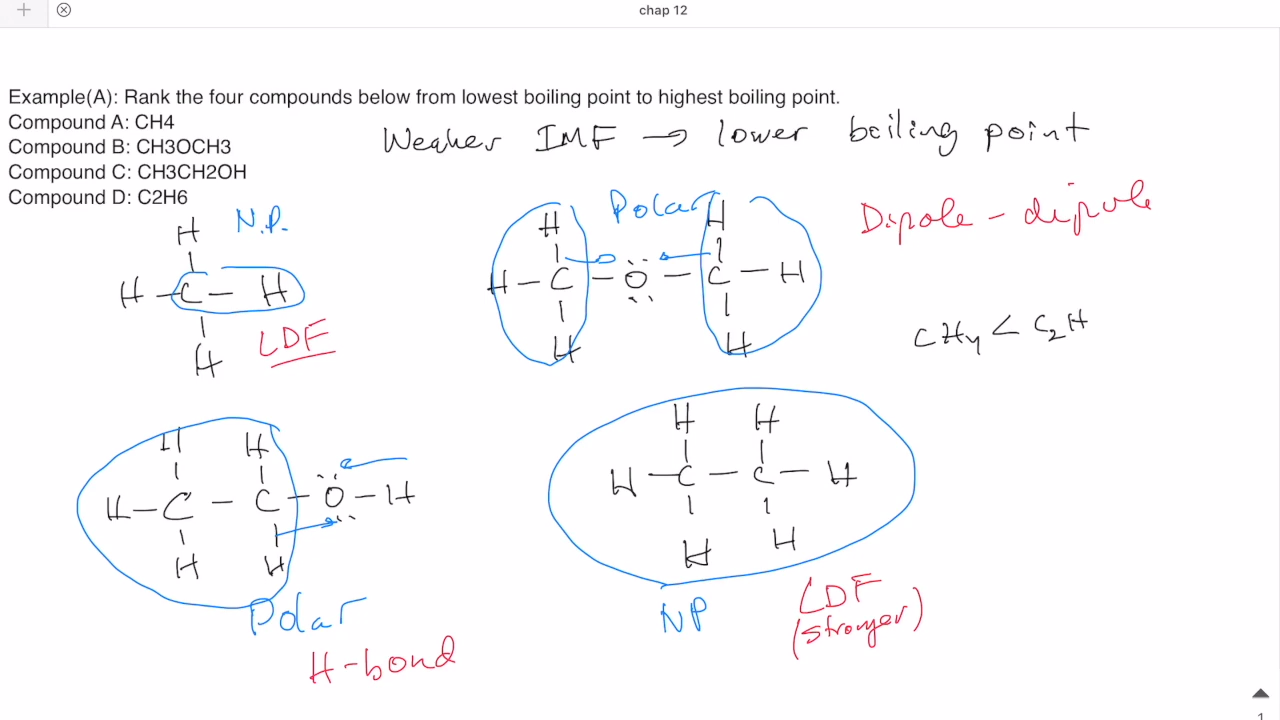 chap 12
Example(A): Rank the four compounds below from lowest boiling point to highest boiling point.
Compound A: CH4
Compound B: CH3OCH3
Compound C: CH3CH2OH
Compound D: C2H6
Weaker IMF → lower boiling point
N.P.
H
H - C - H
H
LDF
Polar
H H
H - C - O - C - H
H H
Dipole - dipole
CH4 < C2H
H H
H - C - C - O - H
H H
Polar
H-bond
H H
H - C - C - H
H H
NP
LDF
(stronger)
1